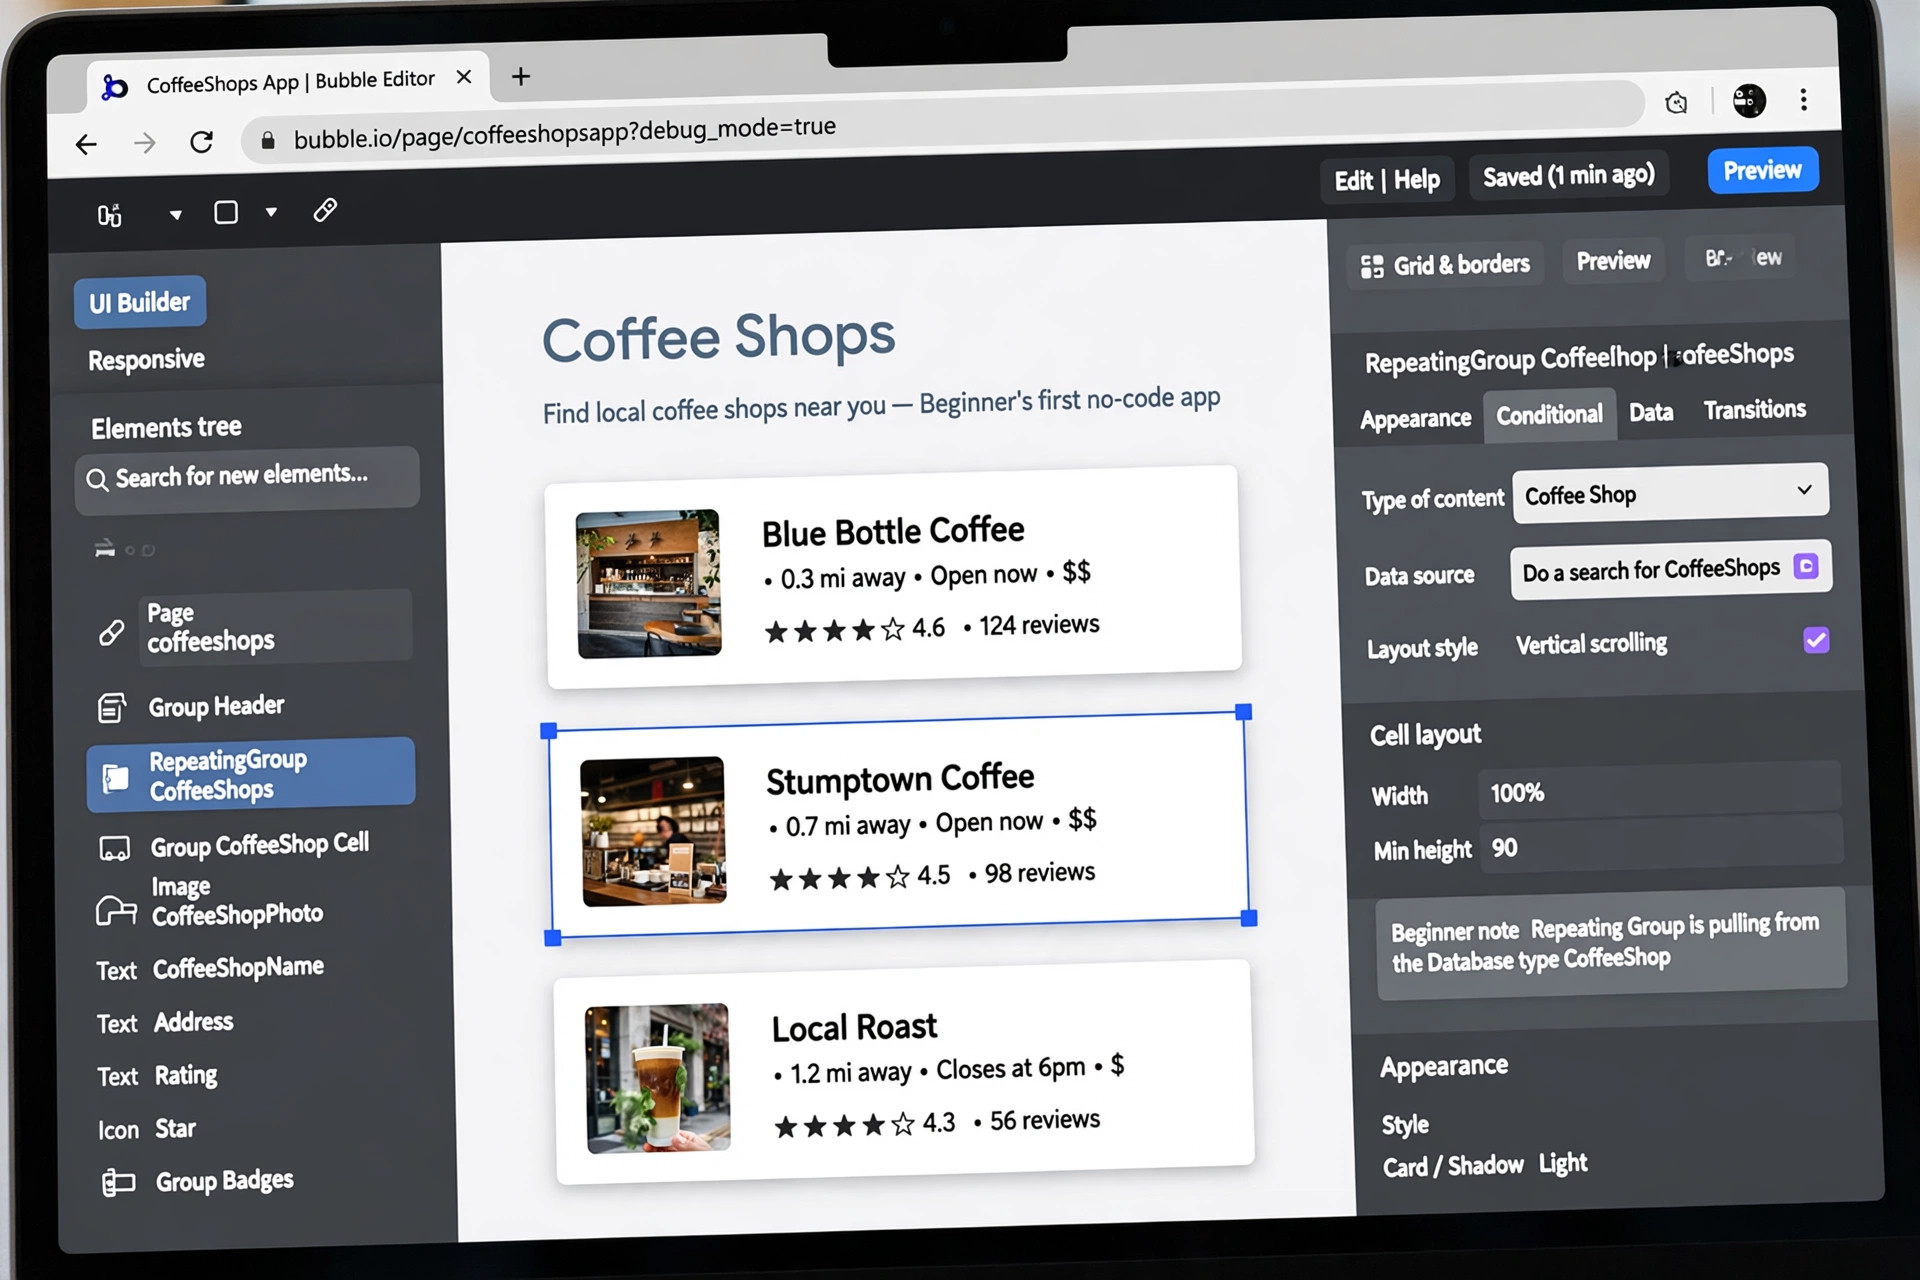 CoffeeShops App | Bubble Editor
bubble.io/page/coffeeshopsapp?debug_mode=true
Edit | Help
Saved (1 min ago)
Preview
UI Builder
Responsive
Elements tree
Search for new elements...
Page
coffeeshops
Group Header
RepeatingGroup
CoffeeShops
Group CoffeeShop Cell
Image
CoffeeShopPhoto
Text CoffeeShopName
Text Address
Text Rating
Icon Star
Group Badges
Coffee Shops
Find local coffee shops near you — Beginner's first no-code app
Blue Bottle Coffee
• 0.3 mi away • Open now • $$
★★★★☆ 4.6 • 124 reviews
Stumptown Coffee
• 0.7 mi away • Open now • $$
★★★★☆ 4.5 • 98 reviews
Local Roast
• 1.2 mi away • Closes at 6pm • $
★★★★☆ 4.3 • 56 reviews
Grid & borders
Preview
RepeatingGroup
Appearance
Conditional
Data
Transitions
Type of content Coffee Shop
Data source Do a search for CoffeeShops
Layout style Vertical scrolling
Cell layout
Width 100%
Min height 90
Beginner note Repeating Group is pulling from
the Database type CoffeeShop
Appearance
Style
Card / Shadow Light